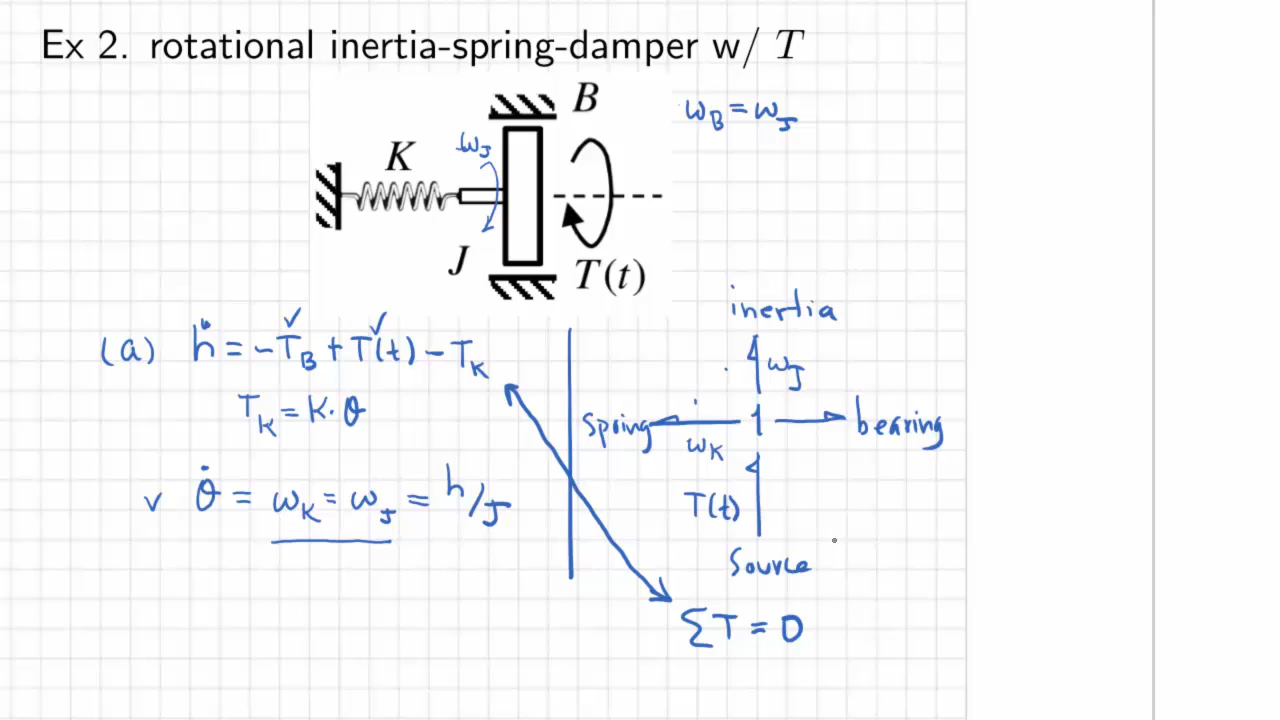 Ex 2. rotational inertia-spring-damper w/ T
B
ω_B = ω_J
ω_J
K
J
T(t)
(a) ḣ = -T_B + T(t) - T_K
T_K = K·θ
v θ̇ = ω_K = ω_J = h/J
inertia
ω_J
spring 1 bearing
ω_K
T(t)
Source
ΣT = 0